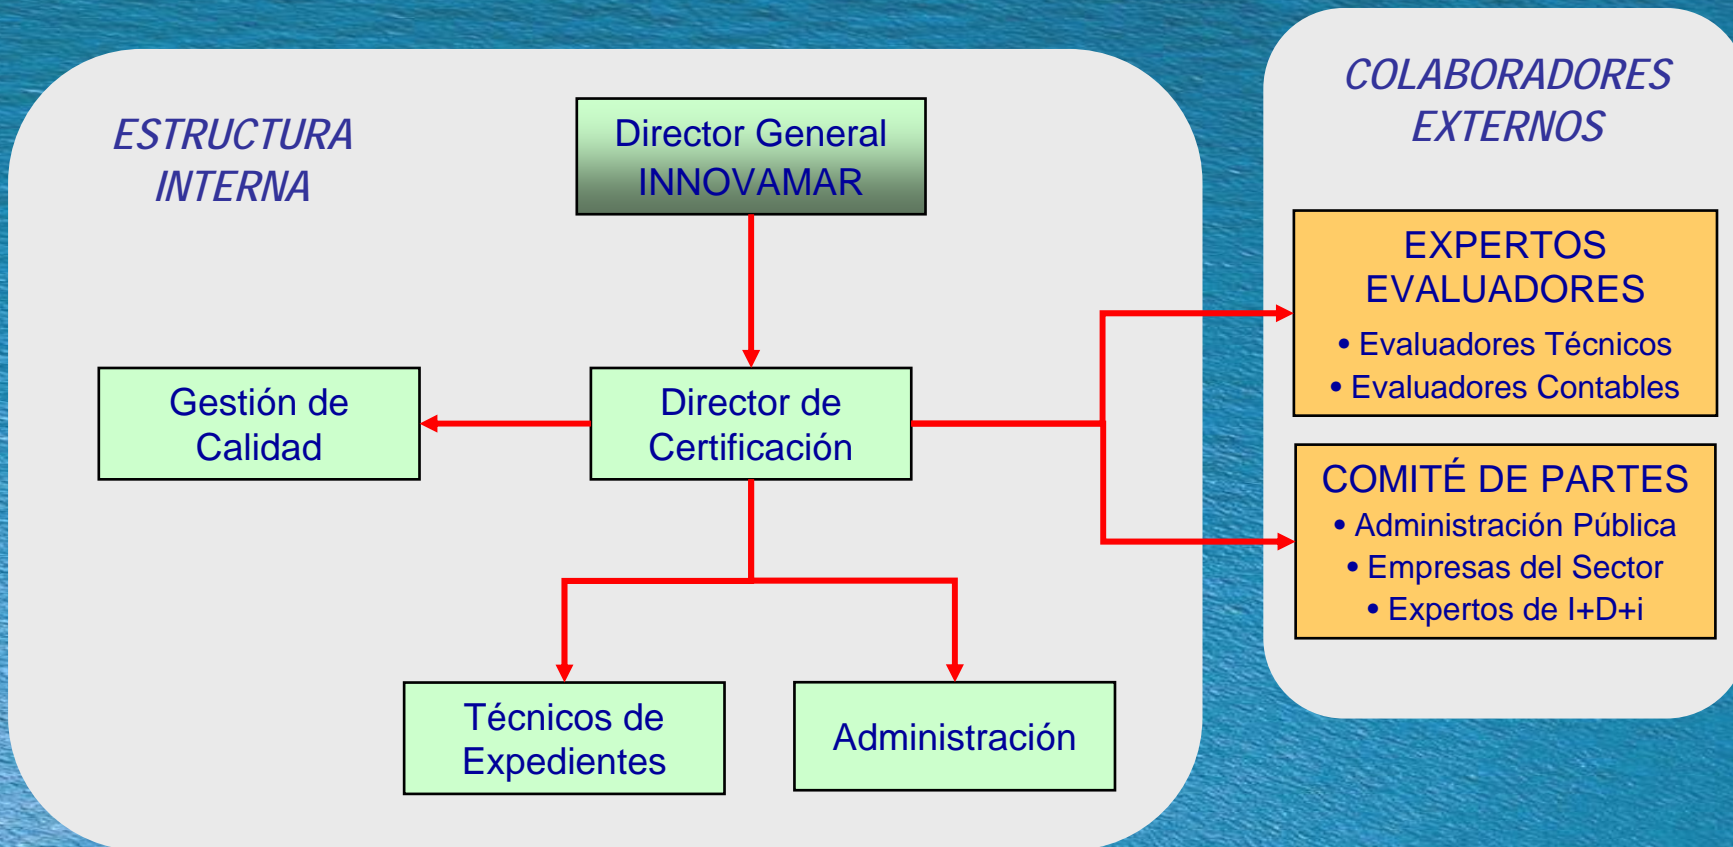 ESTRUCTURA
INTERNA
Director General
INNOVAMAR
Gestión de
Calidad
Director de
Certificación
Técnicos de
Expedientes
Administración
COLABORADORES
EXTERNOS
EXPERTOS
EVALUADORES
• Evaluadores Técnicos
• Evaluadores Contables
COMITÉ DE PARTES
• Administración Pública
• Empresas del Sector
• Expertos de I+D+i